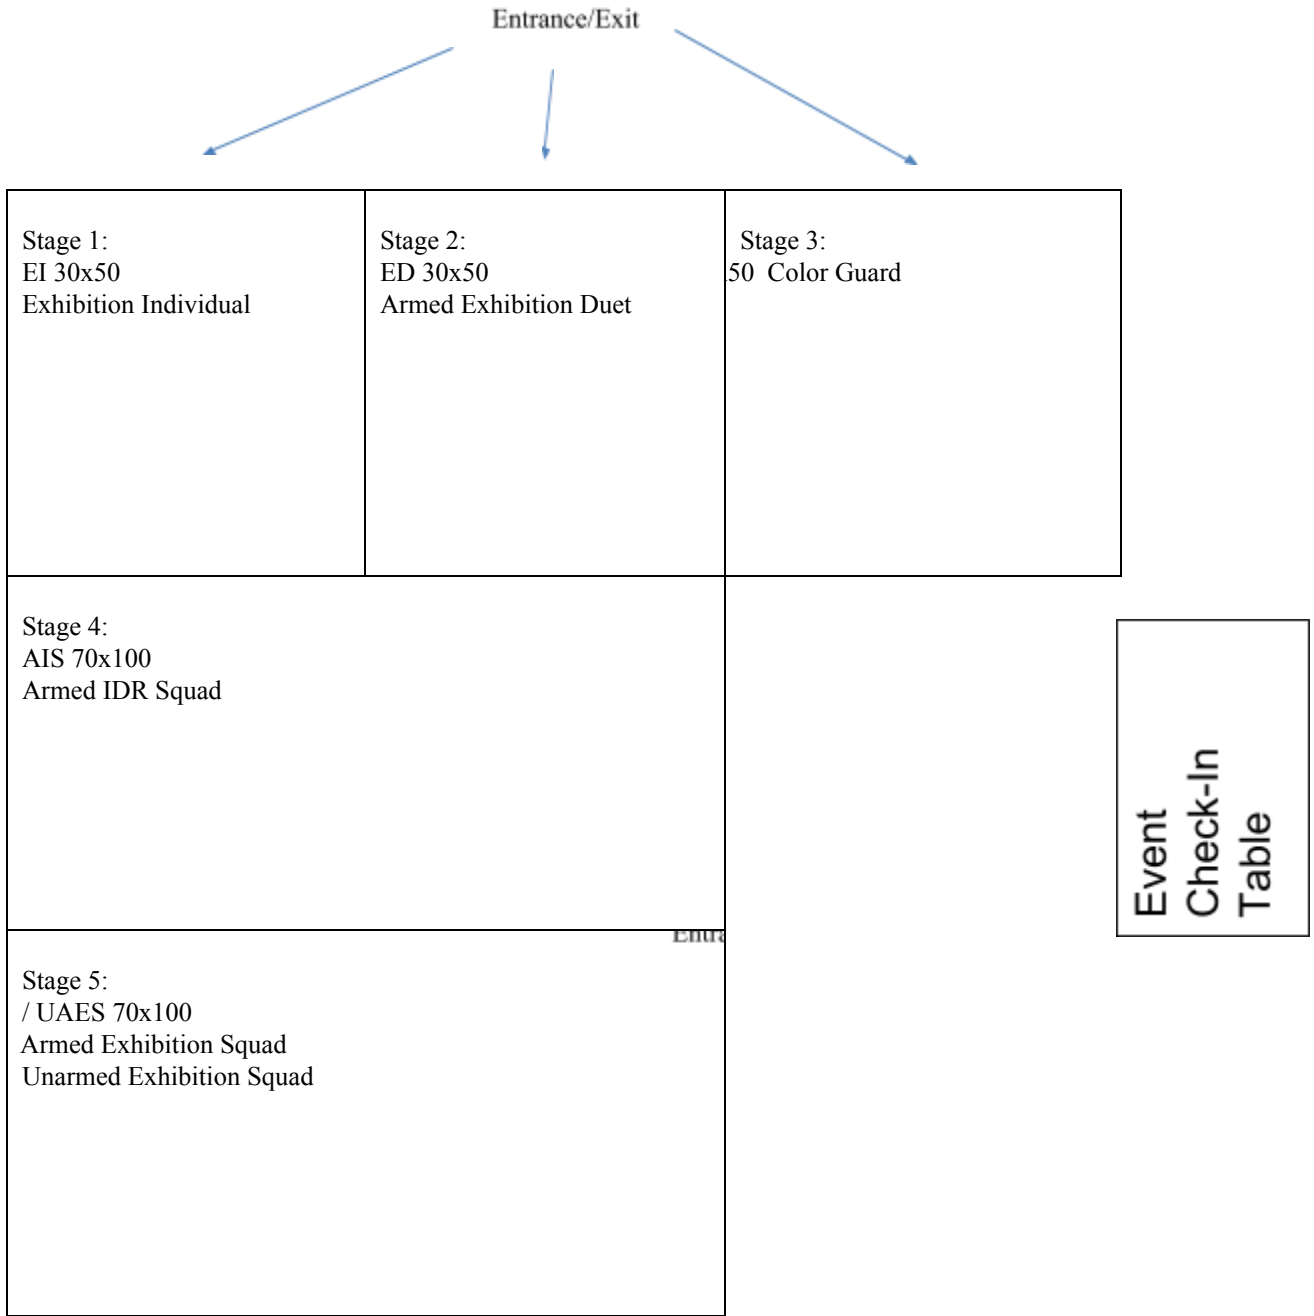 Entrance/Exit
Stage 1:
EI 30x50
Exhibition Individual
Stage 2:
ED 30x50
Armed Exhibition Duet
Stage 3:
50 Color Guard
Stage 4:
AIS 70x100
Armed IDR Squad
Event
Check-In
Table
Entra
Stage 5:
/ UAES 70x100
Armed Exhibition Squad
Unarmed Exhibition Squad